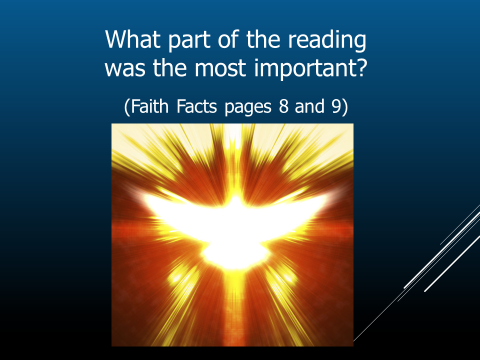 What part of the reading
was the most important?
(Faith Facts pages 8 and 9)